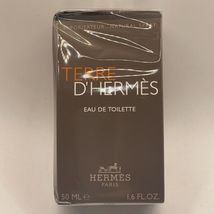 VAPORISATEUR - NATURAL SPRAY
TERRE
D'HERMÈS
EAU DE TOILETTE
HERMÈS
PARIS
50 ML ℮ 1.6 FL.OZ.